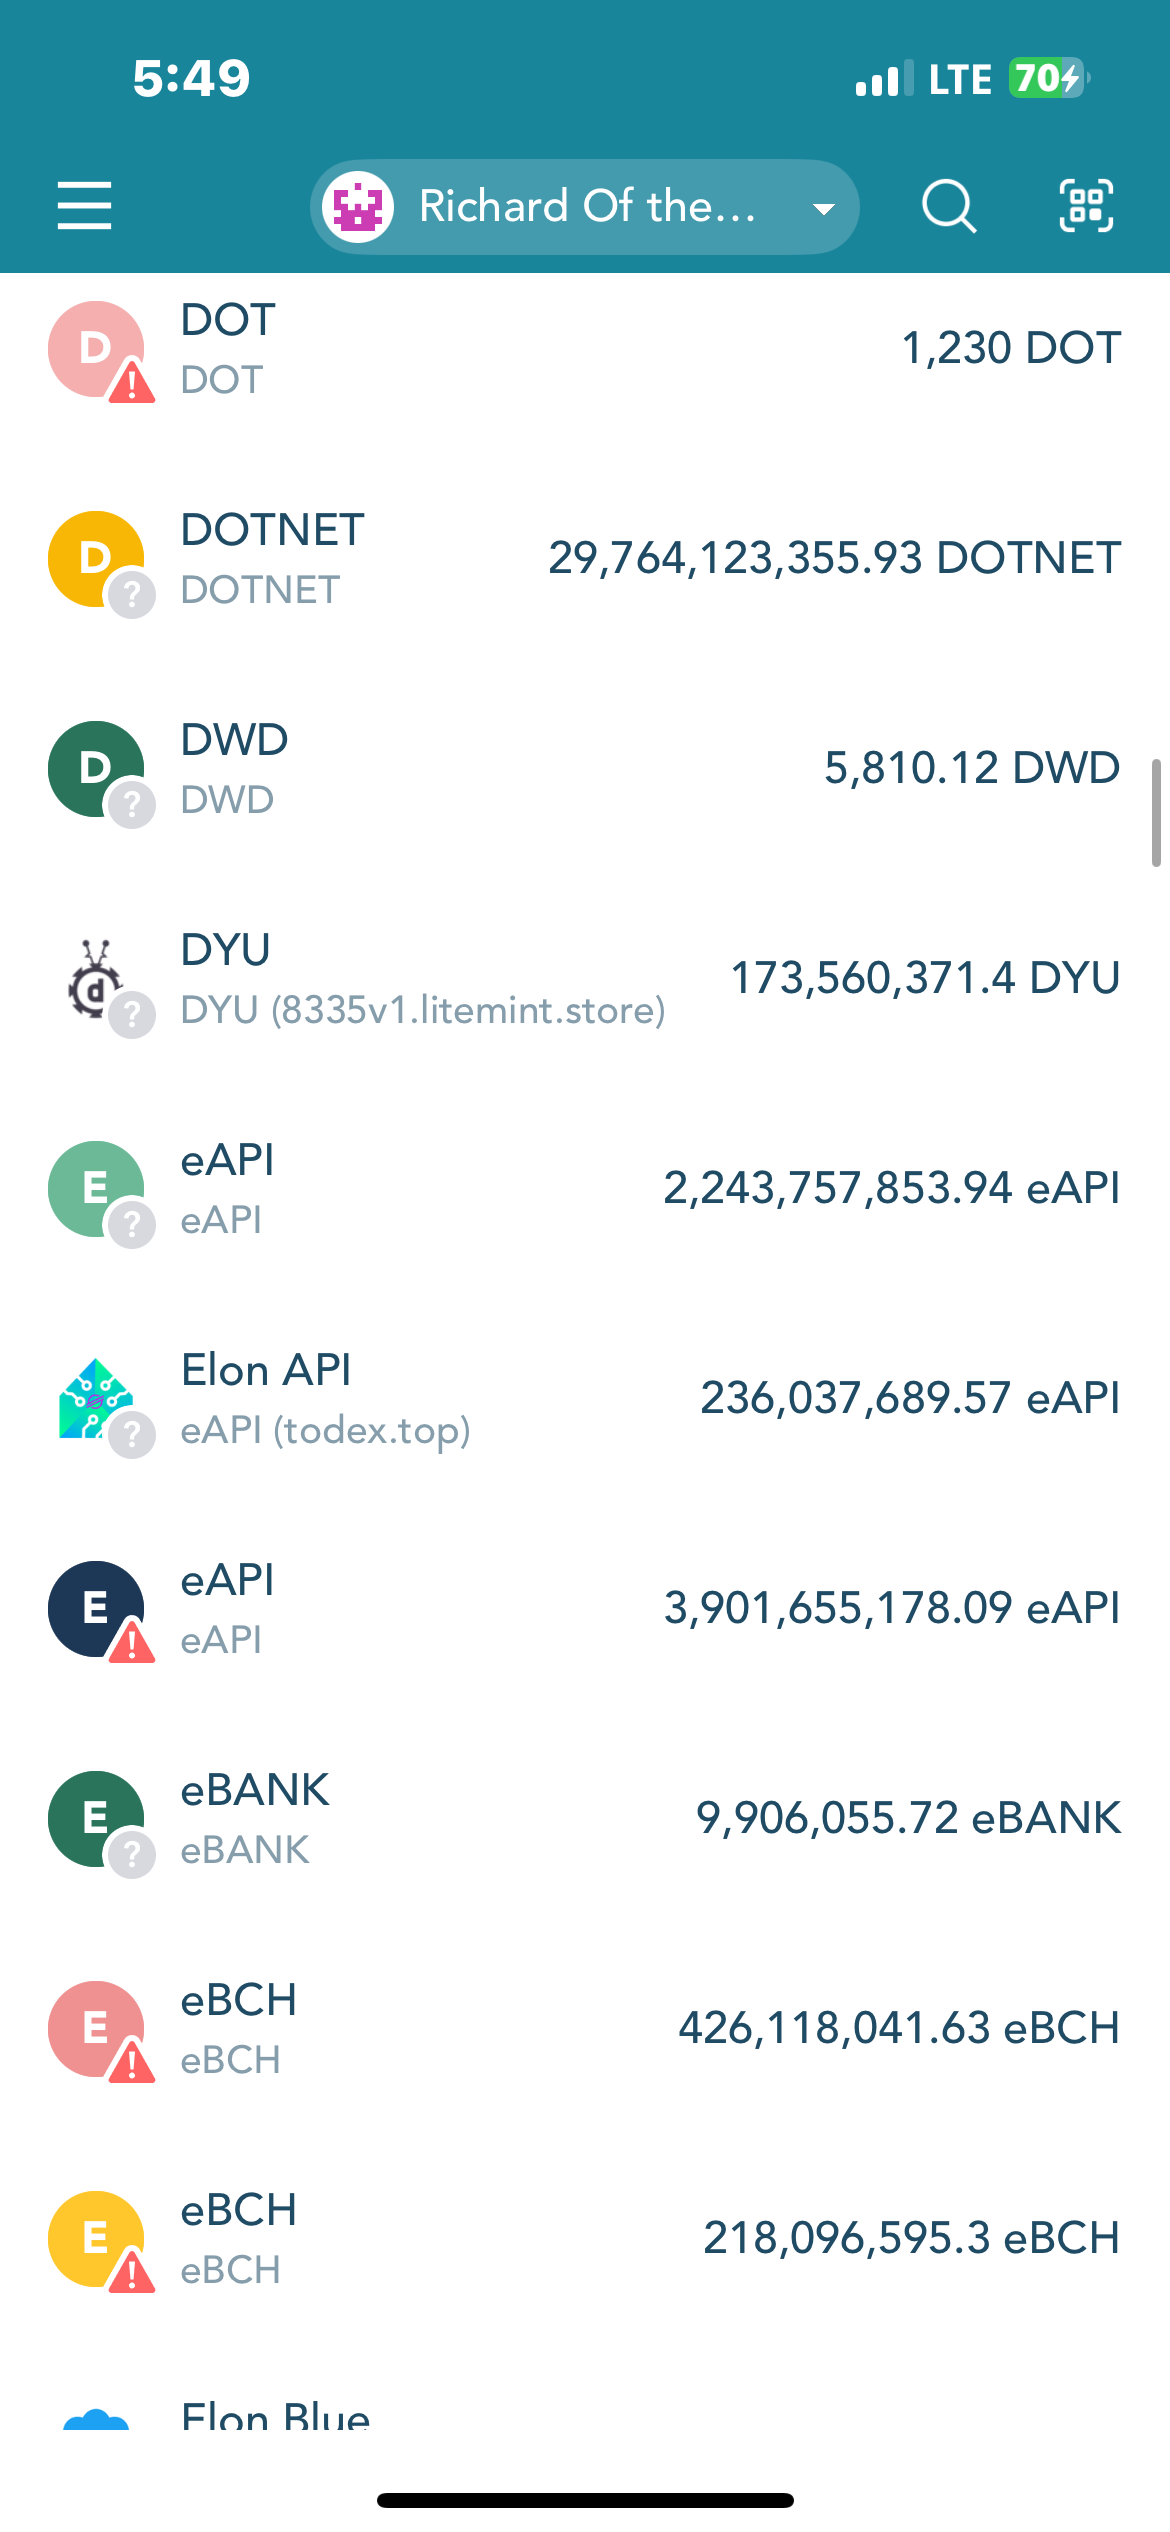 5:49
LTE 70
Richard Of the...
DOT
DOT
1,230 DOT
D
DOTNET
DOTNET
29,764,123,355.93 DOTNET
D
?
DWD
DWD
5,810.12 DWD
D
?
DYU
DYU (8335v1.litemint.store)
173,560,371.4 DYU
d
?
eAPI
eAPI
2,243,757,853.94 eAPI
E
?
Elon API
eAPI (todex.top)
236,037,689.57 eAPI
?
eAPI
eAPI
3,901,655,178.09 eAPI
E
!
eBANK
eBANK
9,906,055.72 eBANK
E
?
eBCH
eBCH
426,118,041.63 eBCH
E
!
eBCH
eBCH
218,096,595.3 eBCH
E
!
Elon Blue